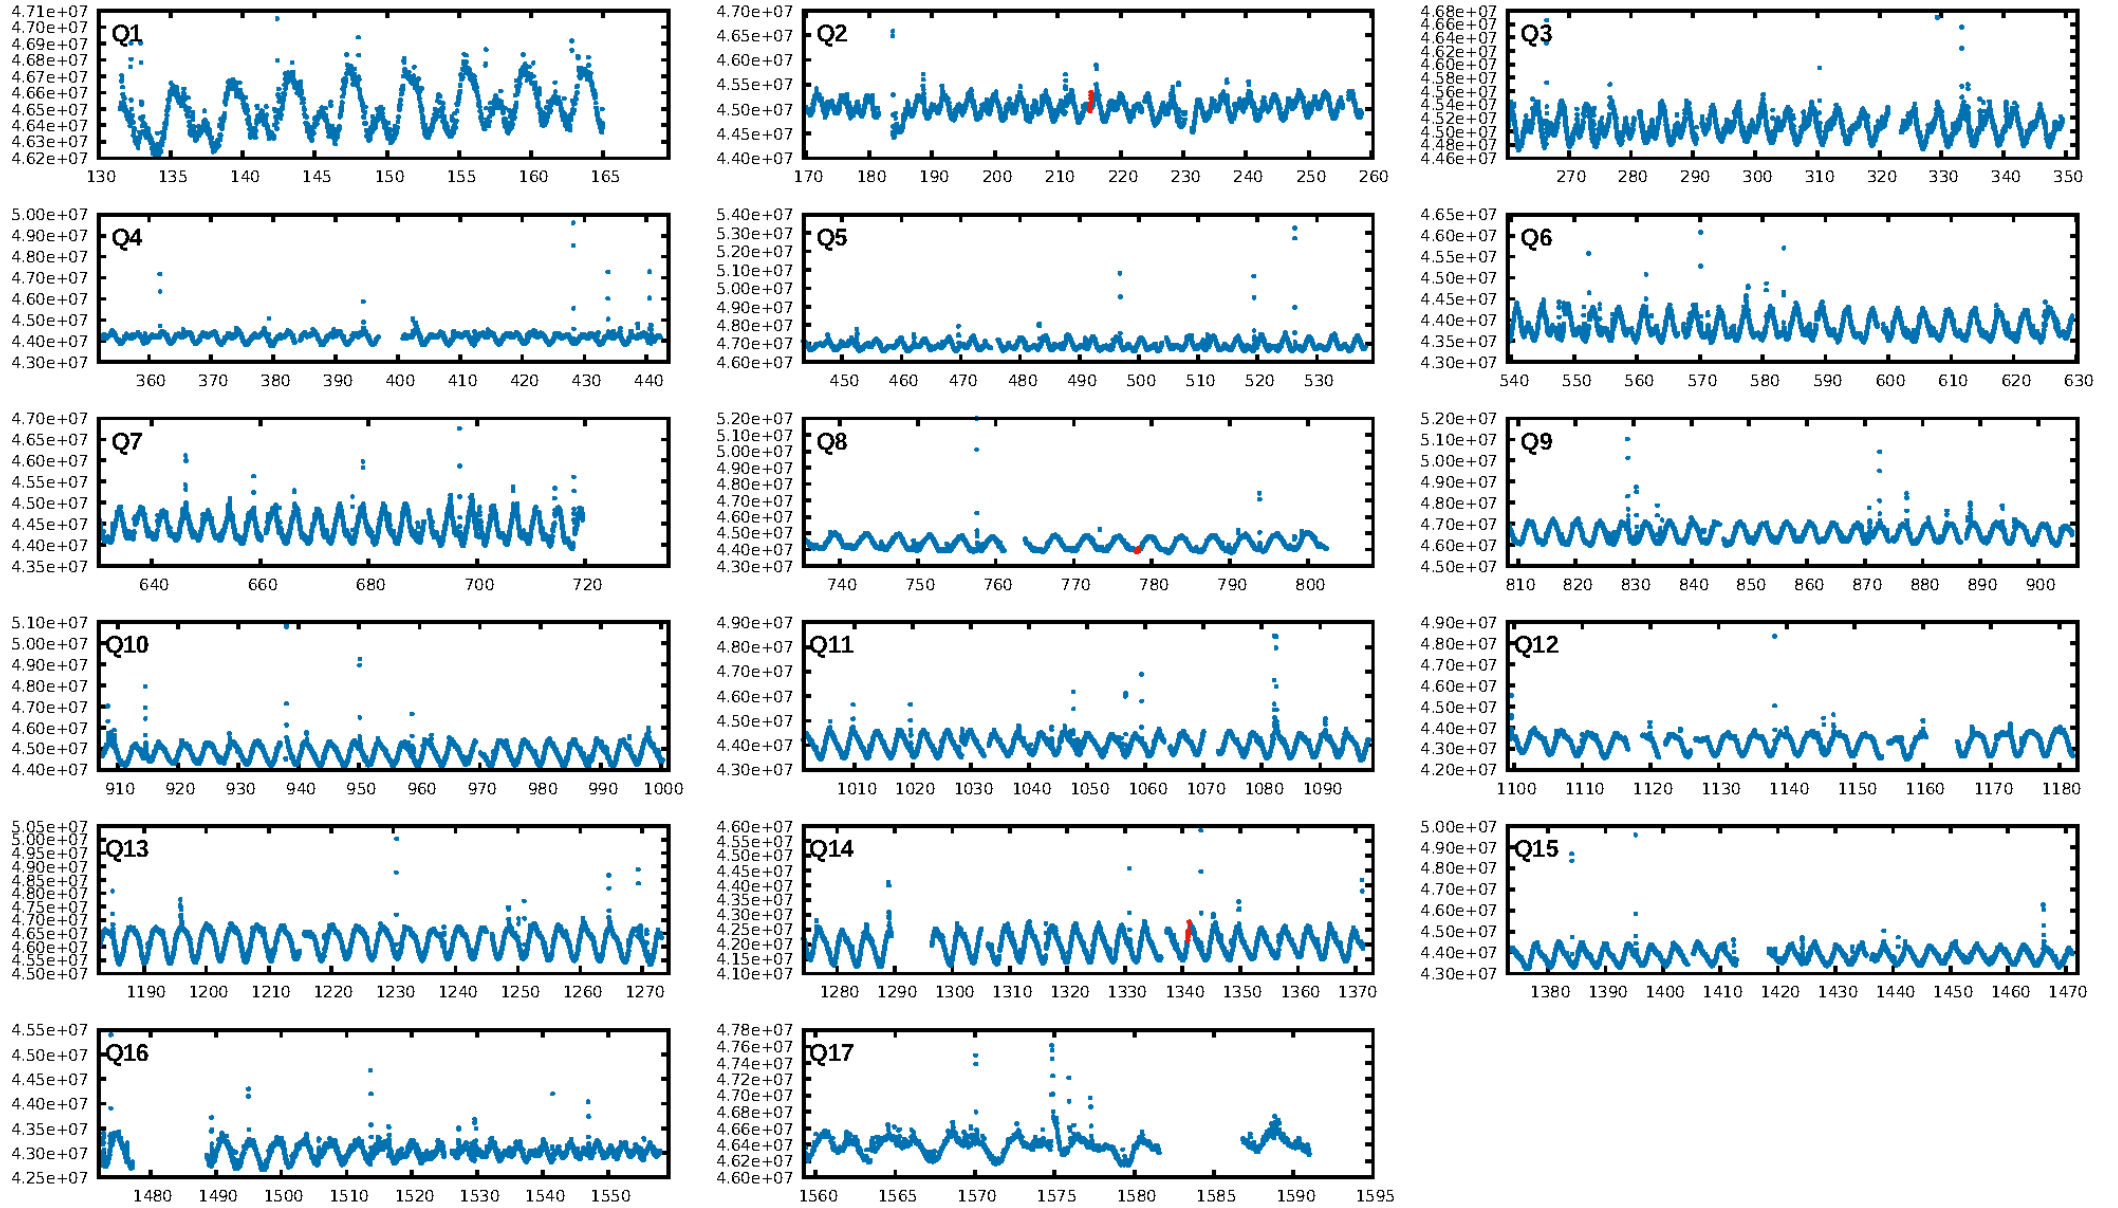 4.71e+07
4.70e+07
4.69e+07
4.68e+07
4.67e+07
4.66e+07
4.65e+07
4.64e+07
4.63e+07
4.62e+07
Q1
130 135 140 145 150 155 160 165
4.70e+07
4.65e+07
4.60e+07
4.55e+07
4.50e+07
4.45e+07
4.40e+07
Q2
170 180 190 200 210 220 230 240 250 260
4.68e+07
4.66e+07
4.64e+07
4.62e+07
4.60e+07
4.58e+07
4.56e+07
4.54e+07
4.52e+07
4.50e+07
4.48e+07
4.46e+07
Q3
270 280 290 300 310 320 330 340 350
5.00e+07
4.90e+07
4.80e+07
4.70e+07
4.60e+07
4.50e+07
4.40e+07
4.30e+07
Q4
360 370 380 390 400 410 420 430 440
5.40e+07
5.30e+07
5.20e+07
5.10e+07
5.00e+07
4.90e+07
4.80e+07
4.70e+07
4.60e+07
Q5
450 460 470 480 490 500 510 520 530
4.65e+07
4.60e+07
4.55e+07
4.50e+07
4.45e+07
4.40e+07
4.35e+07
4.30e+07
Q6
540 550 560 570 580 590 600 610 620 630
4.70e+07
4.65e+07
4.60e+07
4.55e+07
4.50e+07
4.45e+07
4.40e+07
4.35e+07
Q7
640 660 680 700 720
5.20e+07
5.10e+07
5.00e+07
4.90e+07
4.80e+07
4.70e+07
4.60e+07
4.50e+07
4.40e+07
4.30e+07
Q8
740 750 760 770 780 790 800
5.20e+07
5.10e+07
5.00e+07
4.90e+07
4.80e+07
4.70e+07
4.60e+07
4.50e+07
Q9
810 820 830 840 850 860 870 880 890 900
5.10e+07
5.00e+07
4.90e+07
4.80e+07
4.70e+07
4.60e+07
4.50e+07
4.40e+07
Q10
910 920 930 940 950 960 970 980 990 1000
4.90e+07
4.80e+07
4.70e+07
4.60e+07
4.50e+07
4.40e+07
4.30e+07
Q11
1010 1020 1030 1040 1050 1060 1070 1080 1090
4.90e+07
4.80e+07
4.70e+07
4.60e+07
4.50e+07
4.40e+07
4.30e+07
4.20e+07
Q12
1100 1110 1120 1130 1140 1150 1160 1170 1180
5.05e+07
5.00e+07
4.95e+07
4.90e+07
4.85e+07
4.80e+07
4.75e+07
4.70e+07
4.65e+07
4.60e+07
4.55e+07
4.50e+07
Q13
1190 1200 1210 1220 1230 1240 1250 1260 1270
4.60e+07
4.55e+07
4.50e+07
4.45e+07
4.40e+07
4.35e+07
4.30e+07
4.25e+07
4.20e+07
4.15e+07
4.10e+07
Q14
1280 1290 1300 1310 1320 1330 1340 1350 1360 1370
5.00e+07
4.90e+07
4.80e+07
4.70e+07
4.60e+07
4.50e+07
4.40e+07
4.30e+07
Q15
1380 1390 1400 1410 1420 1430 1440 1450 1460 1470
4.55e+07
4.50e+07
4.45e+07
4.40e+07
4.35e+07
4.30e+07
4.25e+07
Q16
1480 1490 1500 1510 1520 1530 1540 1550
4.78e+07
4.76e+07
4.74e+07
4.72e+07
4.70e+07
4.68e+07
4.66e+07
4.64e+07
4.62e+07
4.60e+07
Q17
1560 1565 1570 1575 1580 1585 1590 1595